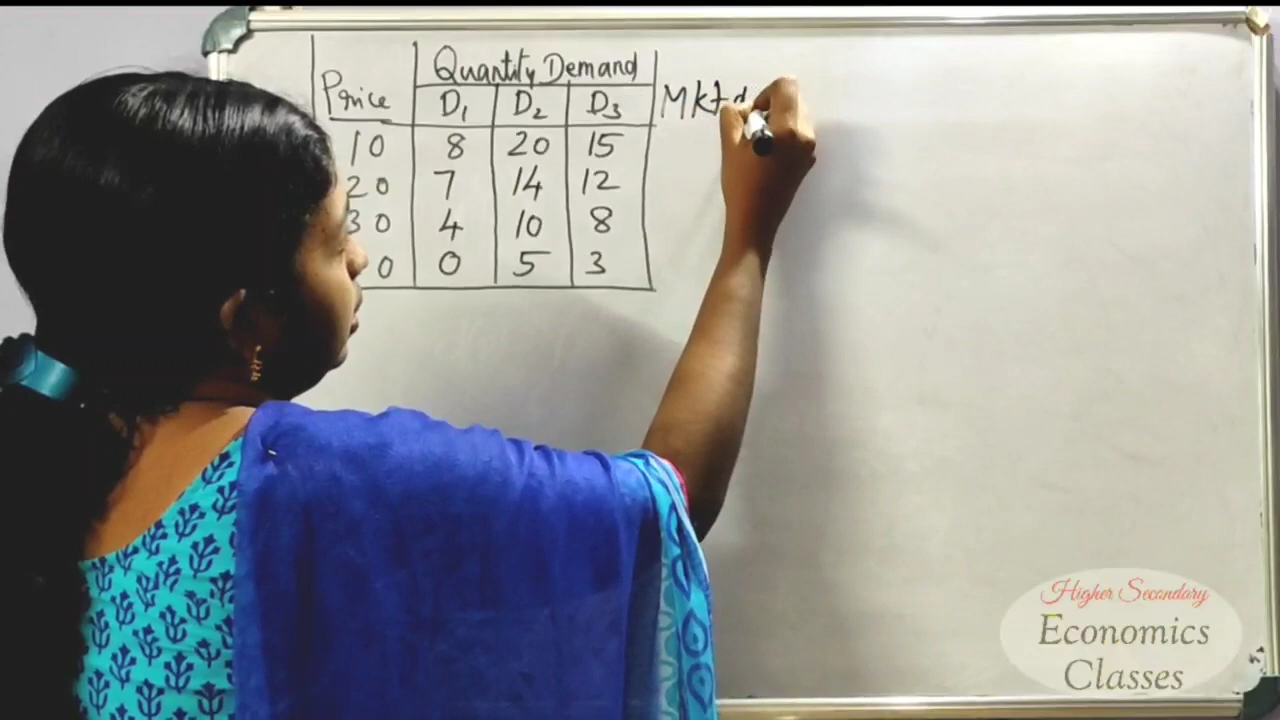 Quantity Demand
Price D₁ D₂ D₃ Mkt d
10 8 20 15
20 7 14 12
30 4 10 8
0 0 5 3
Higher Secondary
Economics
Classes